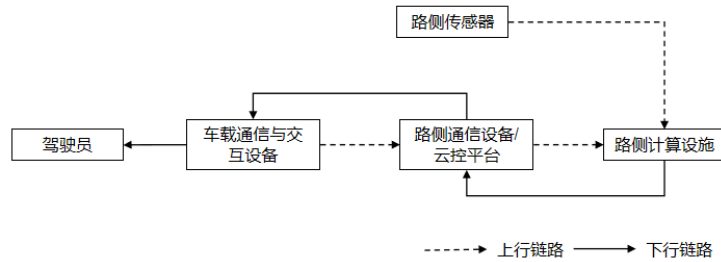 路侧传感器
驾驶员
车载通信与交
互设备
路侧通信设备/
云控平台
路侧计算设施
上行链路
下行链路